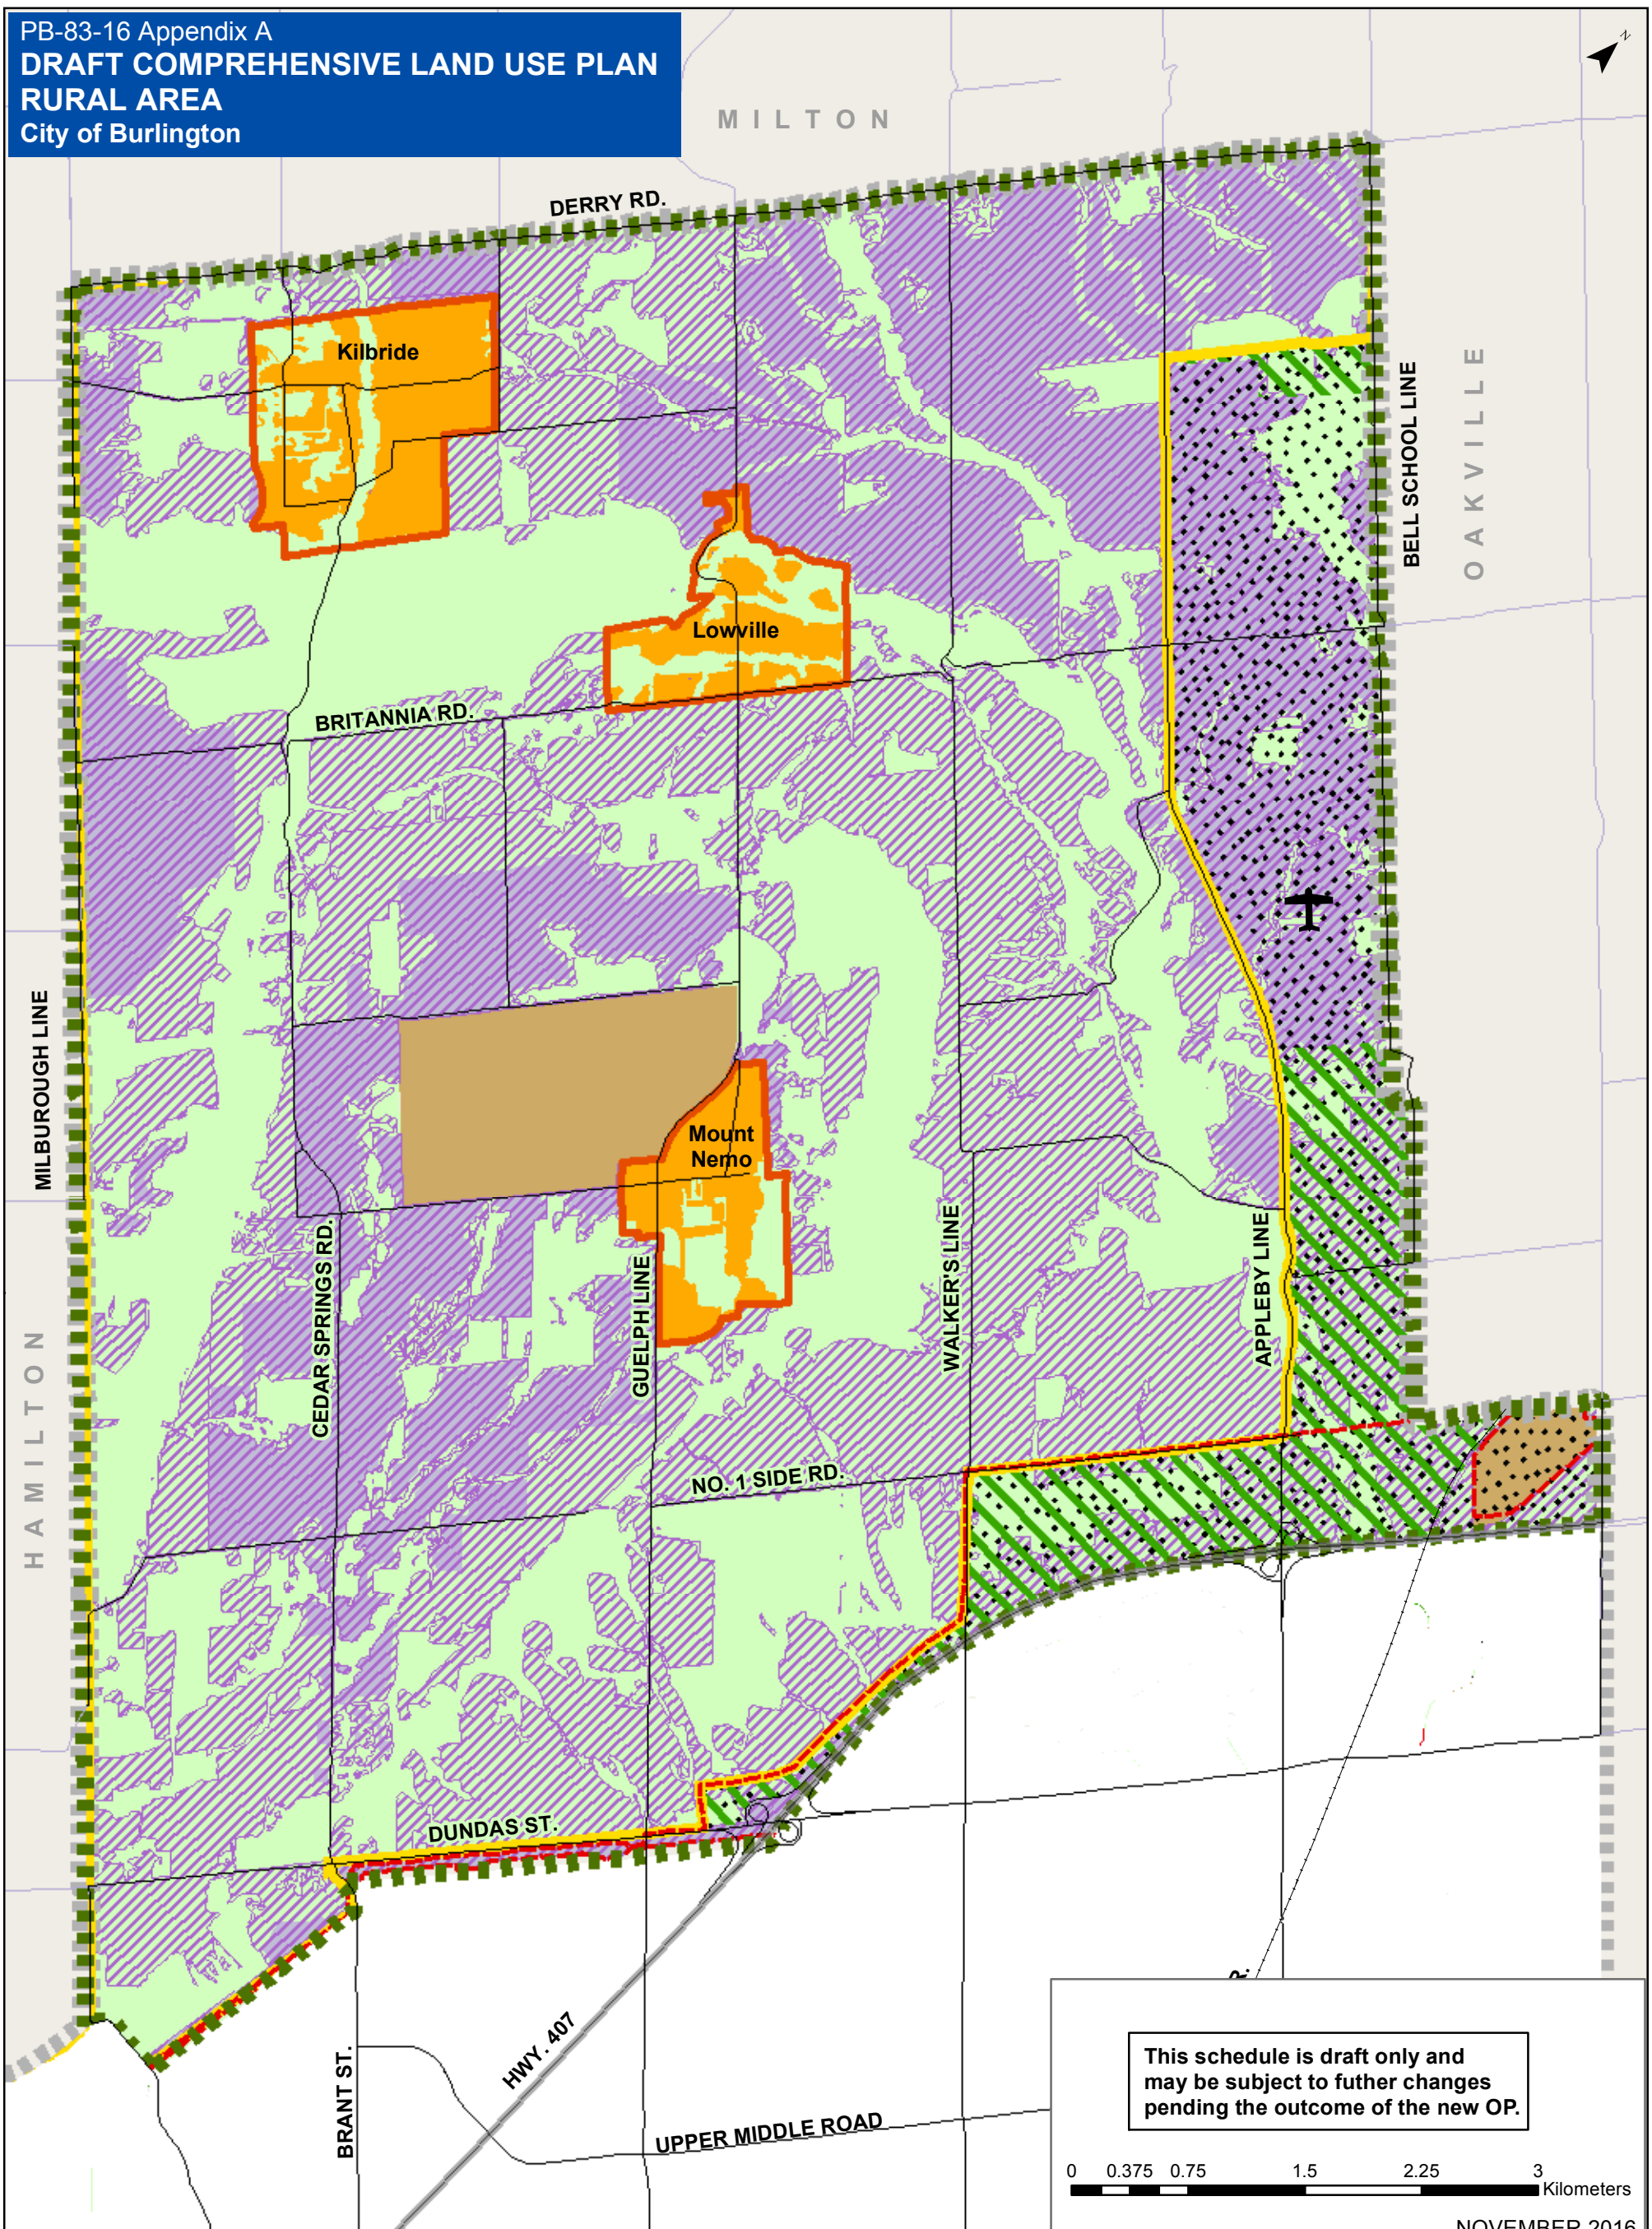 PB-83-16 Appendix A
DRAFT COMPREHENSIVE LAND USE PLAN
RURAL AREA
City of Burlington
N
MILTON
DERRY RD.
Kilbride
BELL SCHOOL LINE
OAKVILLE
Lowville
BRITANNIA RD.
MILBOROUGH LINE
Mount
Nemo
CEDAR SPRINGS RD.
GUELPH LINE
WALKER'S LINE
APPLEBY LINE
HAMILTON
NO. 1 SIDE RD.
DUNDAS ST.
HWY. 407
BRANT ST.
UPPER MIDDLE ROAD
R.
This schedule is draft only and
may be subject to futher changes
pending the outcome of the new OP.
0 0.375 0.75 1.5 2.25 3
Kilometers
NOVEMBER 2016